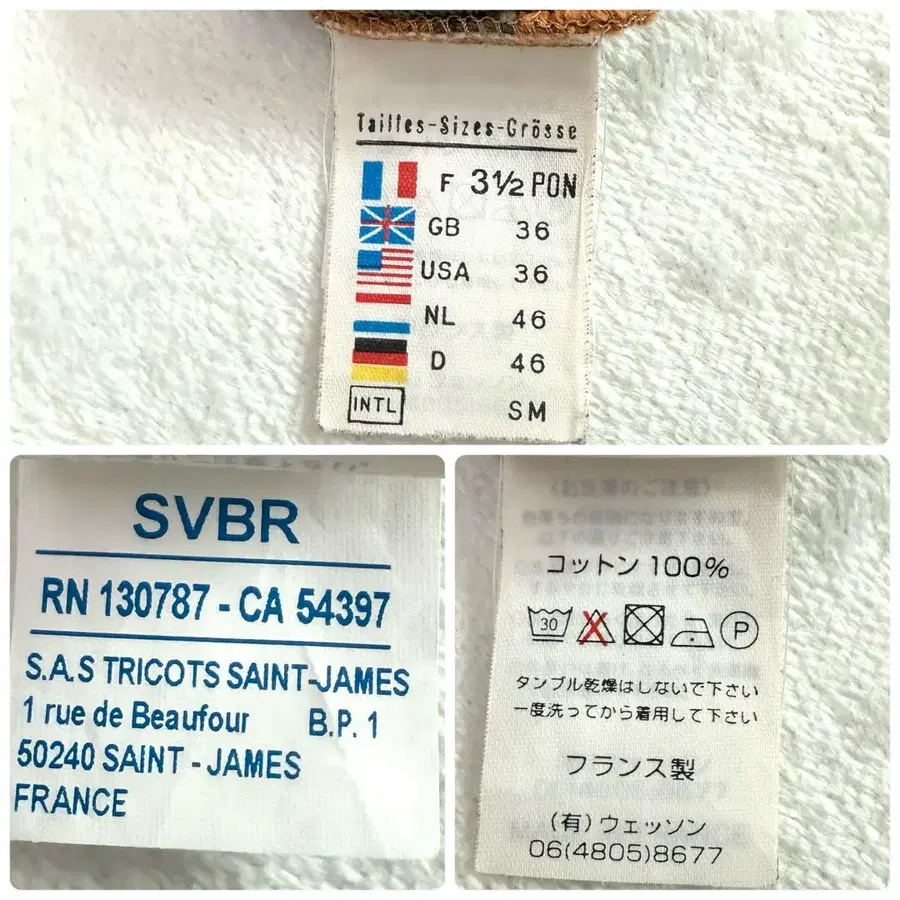 Tailles-Sizes-Grösse
F 3½ PON
GB 36
USA 36
NL 46
D 46
INTL SM
SVBR
RN 130787 - CA 54397
S.A.S TRICOTS SAINT-JAMES
1 rue de Beaufour B.P. 1
50240 SAINT - JAMES
FRANCE
コットン 100%
30 P
タンブル乾燥はしないで下さい
一度洗ってから着用して下さい
フランス製
(有) ウェッソン
06(4805)8677